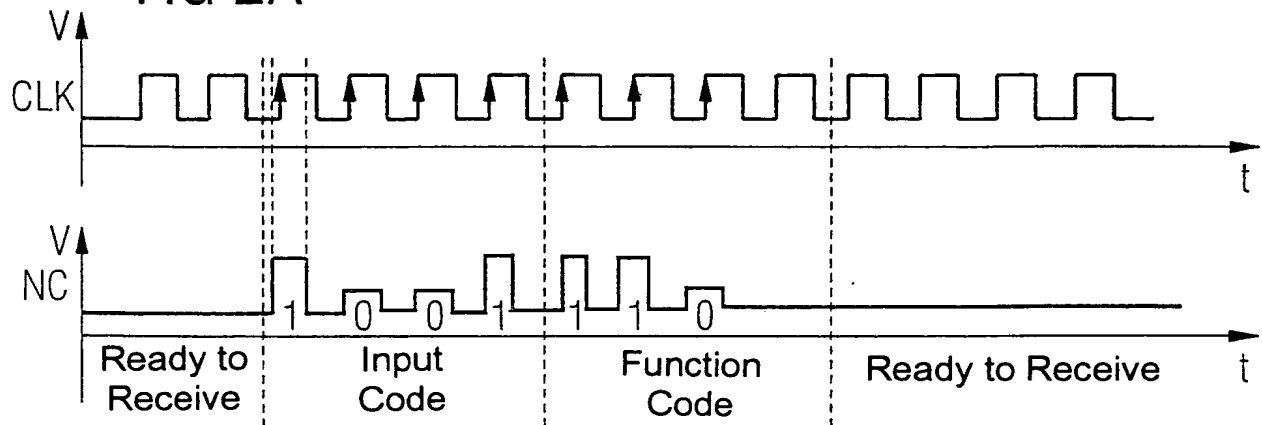 V
CLK
t
V
NC
1 0 0 1 1 1 0
Ready to
Receive
Input
Code
Function
Code
Ready to Receive
t